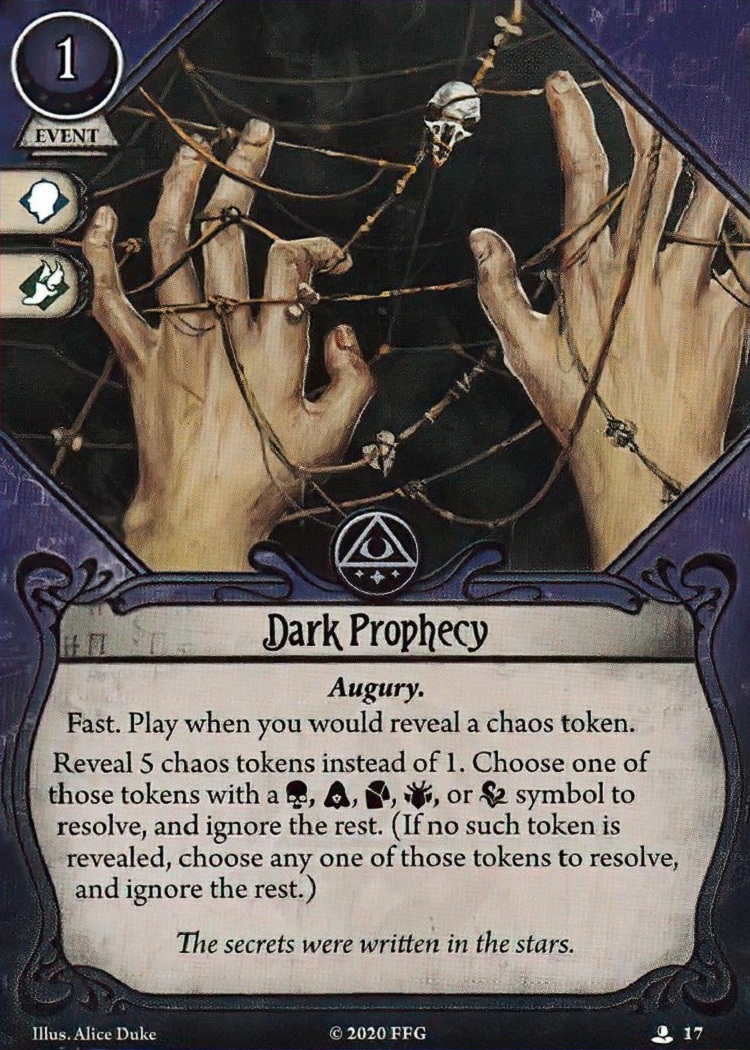 1
EVENT
Dark Prophecy
Augury.
Fast. Play when you would reveal a chaos token.
Reveal 5 chaos tokens instead of 1. Choose one of
those tokens with a , , , , or symbol to
resolve, and ignore the rest. (If no such token is
revealed, choose any one of those tokens to resolve,
and ignore the rest.)
The secrets were written in the stars.
Illus. Alice Duke
© 2020 FFG
17